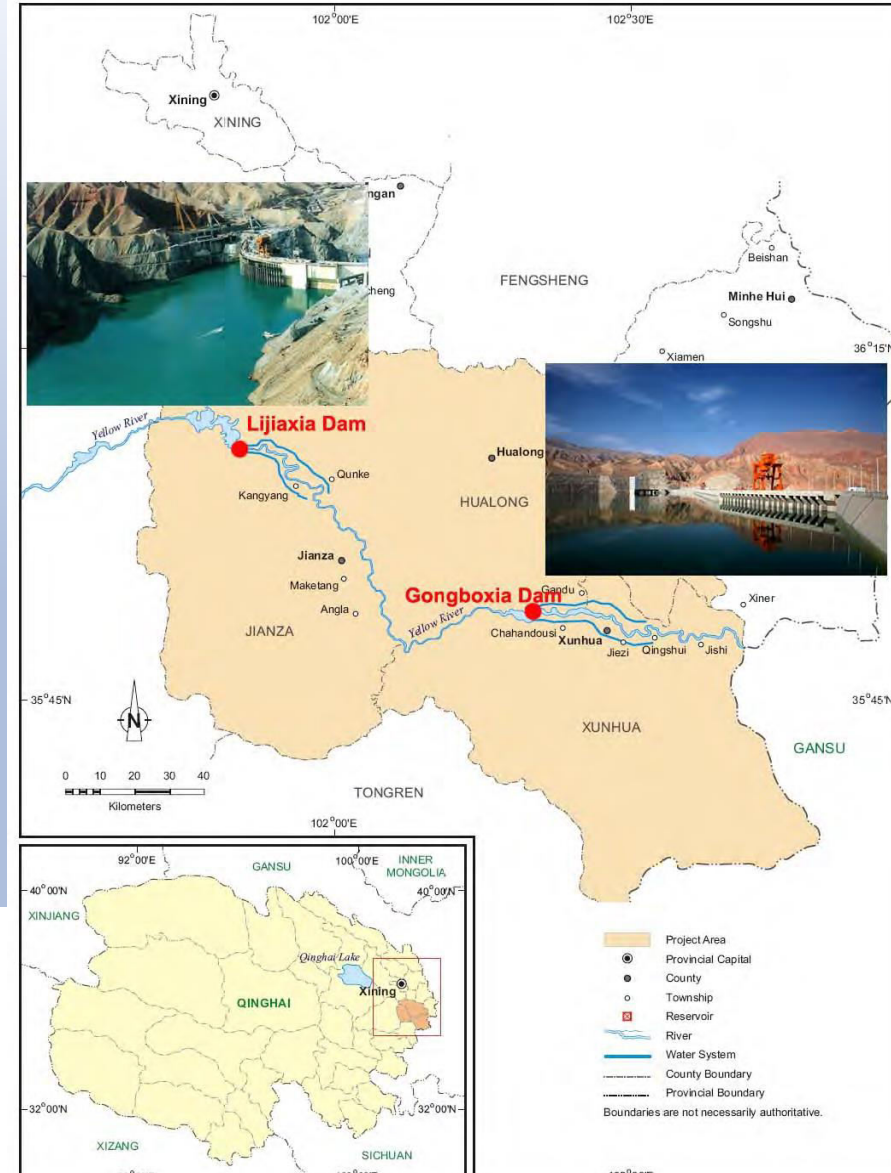 102°00'E
102°30'E
Xining
XINING
ngan
cheng
FENGSHENG
Beishan
Minhe Hui
Songshu
Xiamen
36°15'N
Yellow River
Lijiaxia Dam
Qunke
Kangyang
Hualong
HUALONG
Jianza
Maketang
Angla
JIANZA
Gongboxia Dam
Gandu
Yellow River
Chahandousi
Xunhua
Jiezi
Qingshui
Jishi
Xiner
35°45'N
35°45'N
N
XUNHUA
GANSU
0 10 20 30 40
Kilometers
TONGREN
102°00'E
92°00'E
100°00'E
GANSU
INNER
MONGOLIA
40°00'N
40°00'N
XINJIANG
Qinghai Lake
Xining
QINGHAI
32°00'N
32°00'N
XIZANG
SICHUAN
Project Area
Provincial Capital
County
Township
Reservoir
River
Water System
County Boundary
Provincial Boundary
Boundaries are not necessarily authoritative.